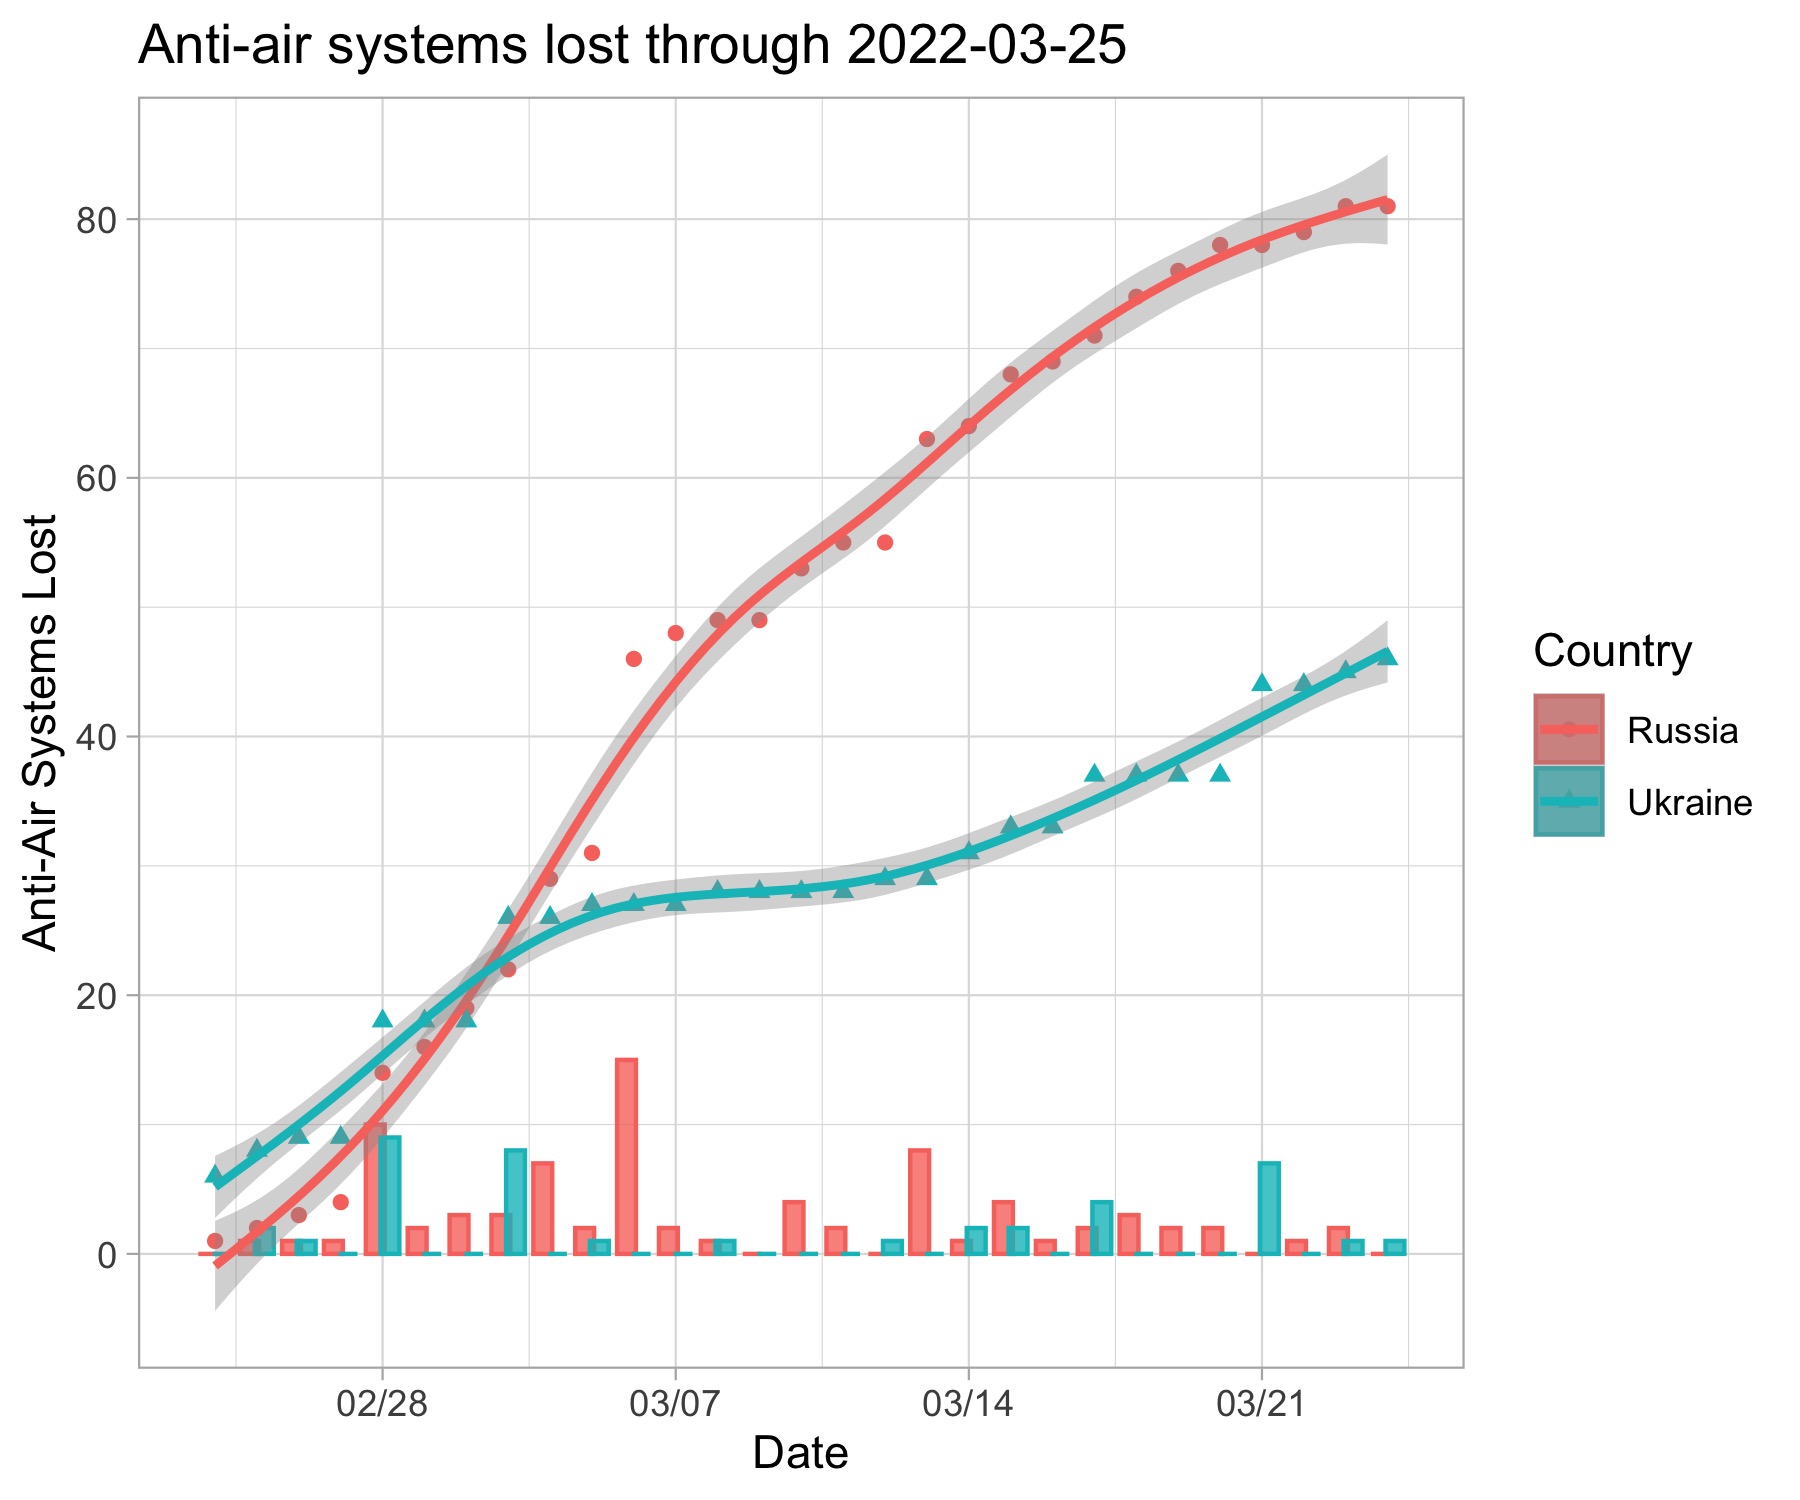 Anti-air systems lost through 2022-03-25
Anti-Air Systems Lost
80
60
40
20
0
02/28 03/07 03/14 03/21
Date
Country
Russia
Ukraine